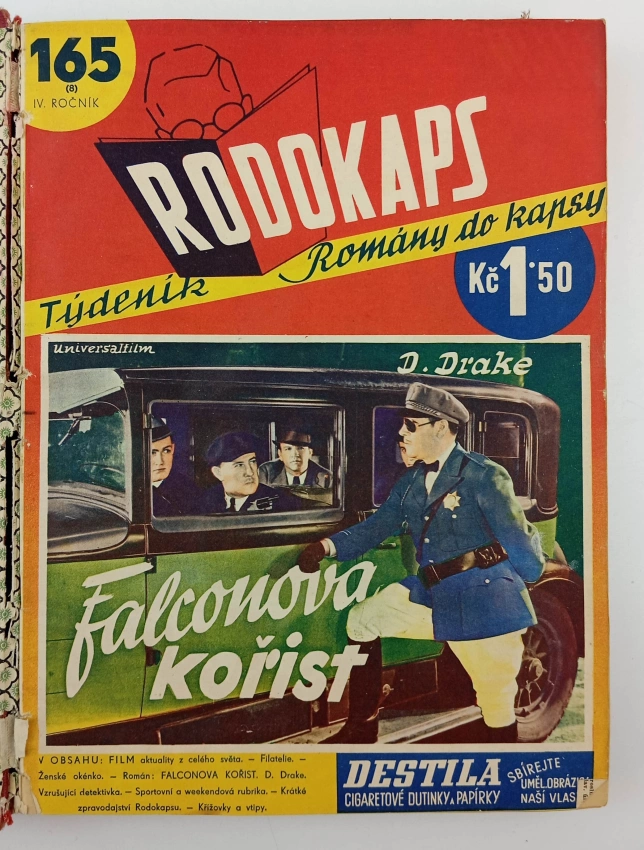 165
(8)
IV. ROČNÍK
RODOKAPS
Týdeník Romány do kapsy
Kč 1·50
Universalfilm
D. Drake
Falconova
kořist
V OBSAHU: FILM aktuality z celého světa. — Filatelie. —
Ženské okénko. — Román: FALCONOVA KOŘIST. D. Drake.
Vzrušující detektivka. — Sportovní a weekendová rubrika. — Krátké
zpravodajství Rodokapsu. — Křížovky a vtipy.
DESTILA
CIGARETOVÉ DUTINKY A PAPÍRKY
SBÍREJTE
UMĚL.OBRÁZ
NAŠÍ VLAS